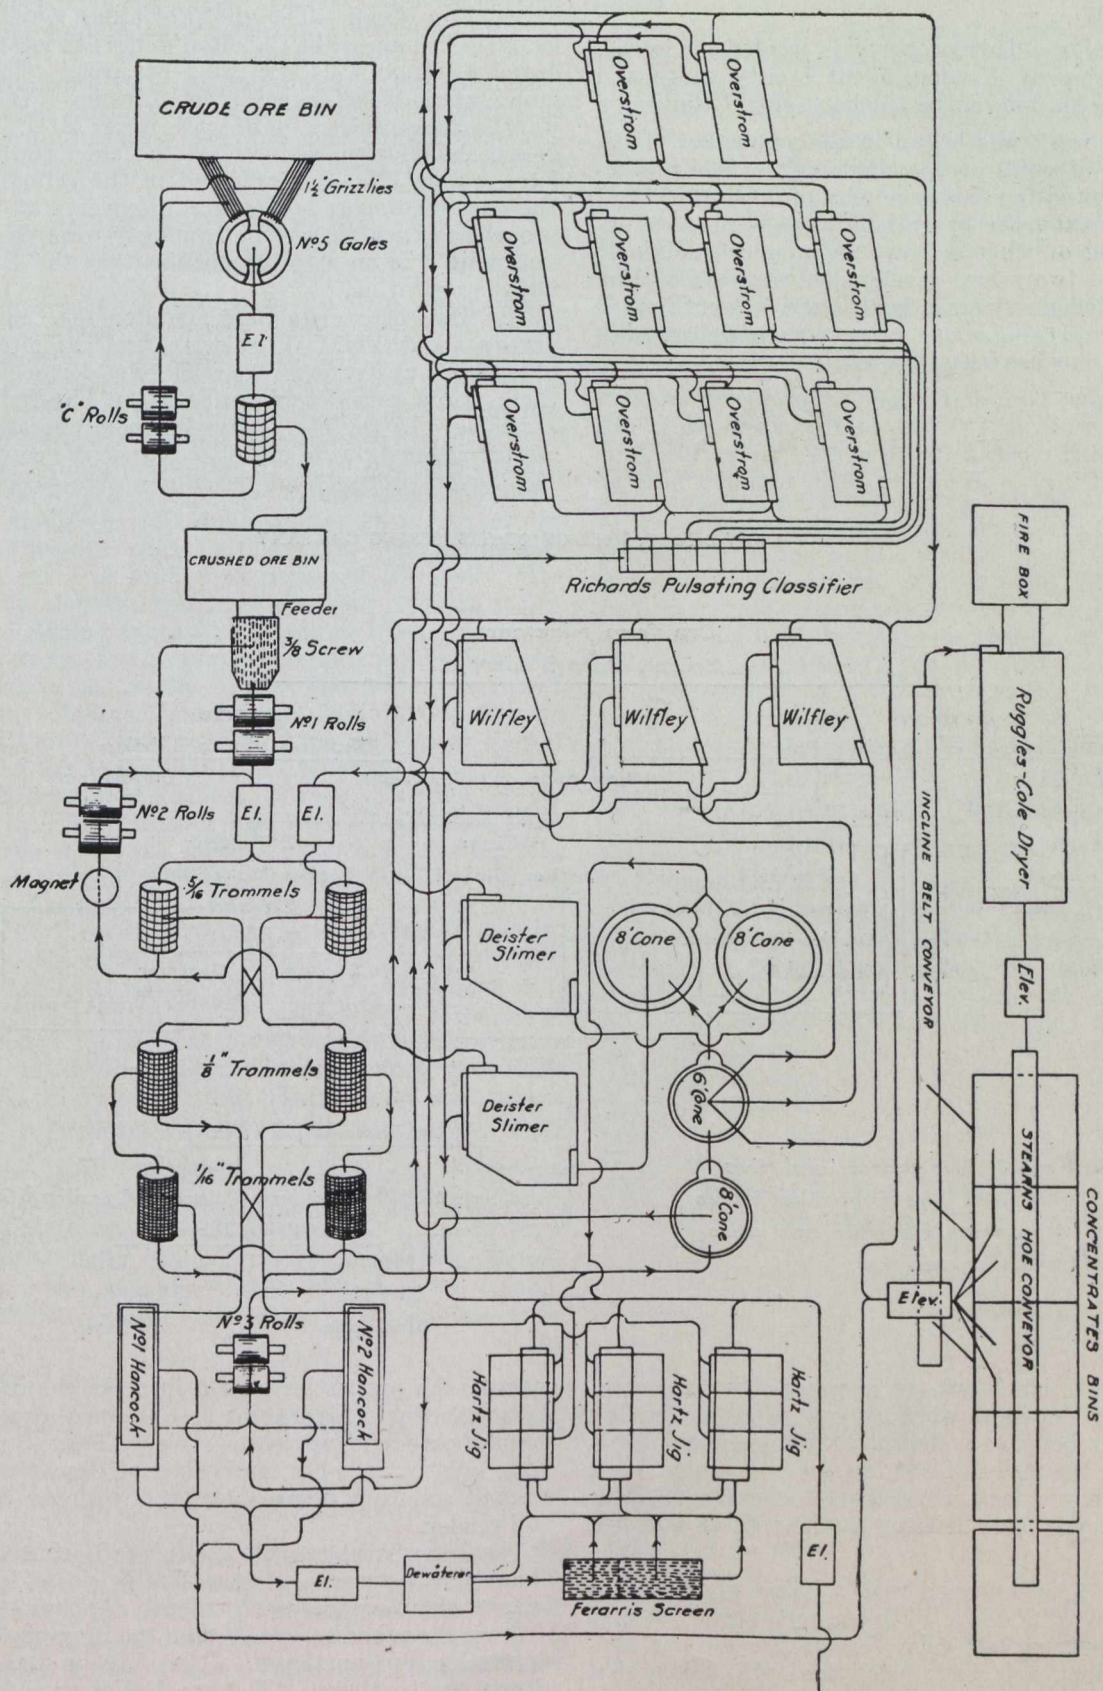 CRUDE ORE BIN
1½" Grizzlies
Nº5 Gates
El.
"C" Rolls
CRUSHED ORE BIN
Feeder
3/8 Screw
Nº1 Rolls
Nº2 Rolls
El.
El.
Magnet
5/16 Trommels
1/8" Trommels
1/16" Trommels
Nº3 Rolls
Nº1 Hancock
Nº2 Hancock
El.
Dewaterer
Ferarris Screen
Hartz Jig
Hartz Jig
Hartz Jig
El.
Overstrom
Overstrom
Overstrom
Overstrom
Overstrom
Overstrom
Overstrom
Overstrom
Overstrom
Overstrom
Richards Pulsating Classifier
Wilfley
Wilfley
Wilfley
Deister
Slimer
8' Cone
8' Cone
6' Cone
Deister
Slimer
8' Cone
FIRE BOX
Ruggles-Cole Dryer
INCLINE BELT CONVEYOR
Elev.
STEARNS HOE CONVEYOR
CONCENTRATES BINS
Elev.